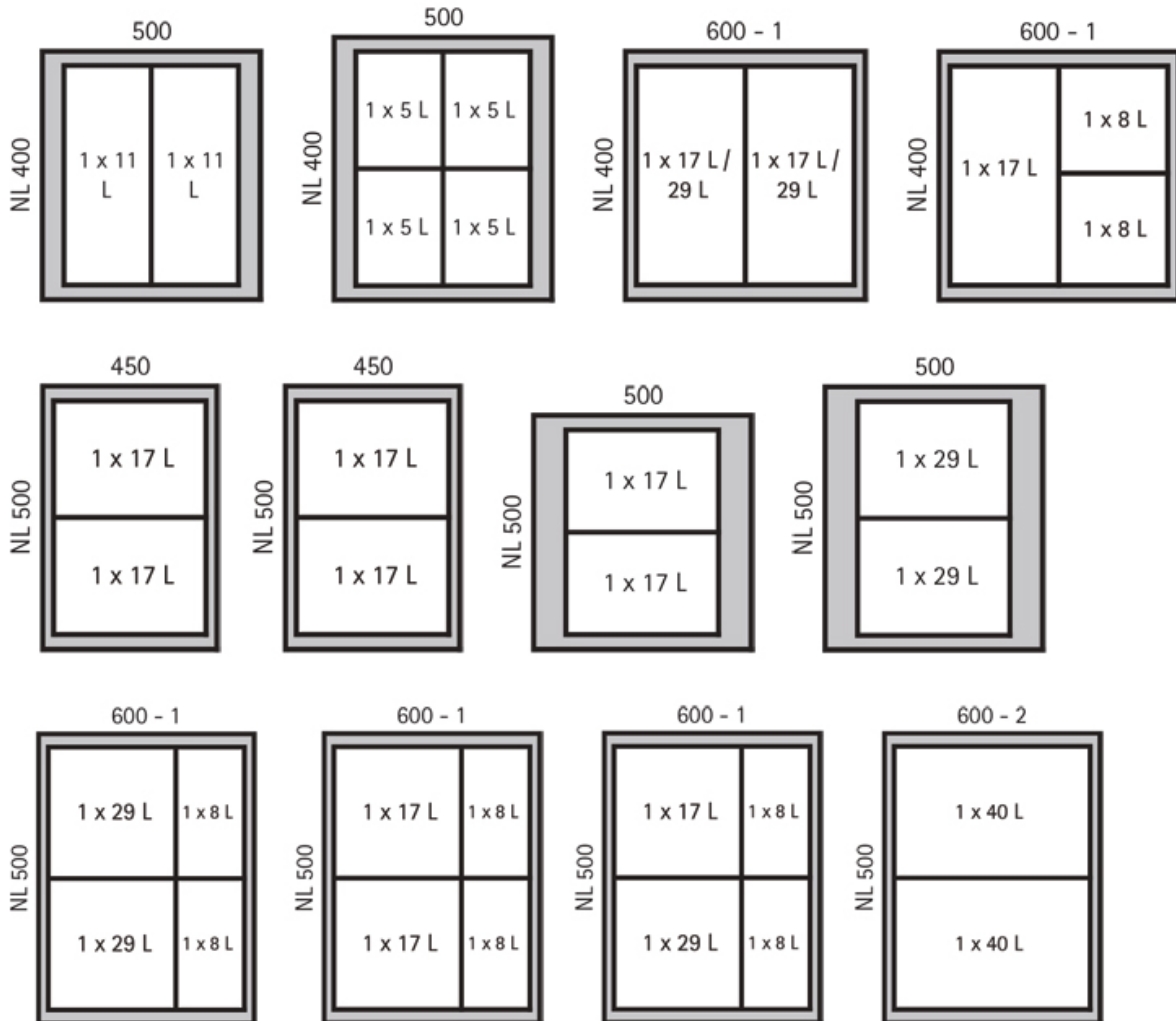 500
500
600 - 1
600 - 1
NL 400
1 x 11
L
1 x 11
L
NL 400
1 x 5 L
1 x 5 L
1 x 5 L
1 x 5 L
NL 400
1 x 17 L /
29 L
1 x 17 L /
29 L
NL 400
1 x 17 L
1 x 8 L
1 x 8 L
450
450
500
500
NL 500
1 x 17 L
1 x 17 L
NL 500
1 x 17 L
1 x 17 L
NL 500
1 x 17 L
1 x 17 L
NL 500
1 x 29 L
1 x 29 L
600 - 1
600 - 1
600 - 1
600 - 2
NL 500
1 x 29 L
1 x 8 L
1 x 29 L
1 x 8 L
NL 500
1 x 17 L
1 x 8 L
1 x 17 L
1 x 8 L
NL 500
1 x 17 L
1 x 8 L
1 x 29 L
1 x 8 L
NL 500
1 x 40 L
1 x 40 L